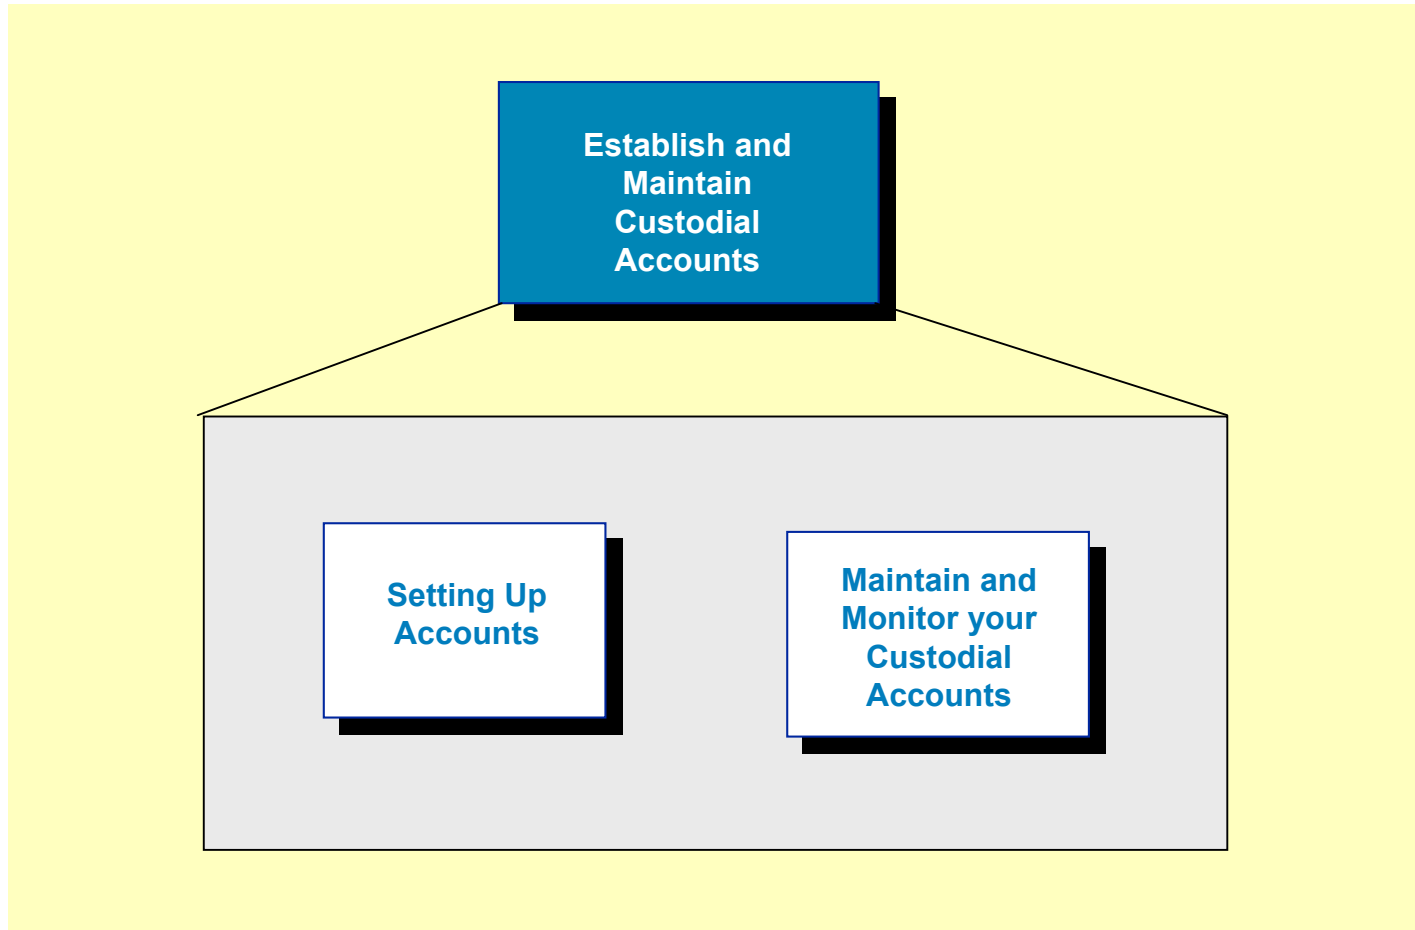 Establish and
Maintain
Custodial
Accounts
Setting Up
Accounts
Maintain and
Monitor your
Custodial
Accounts